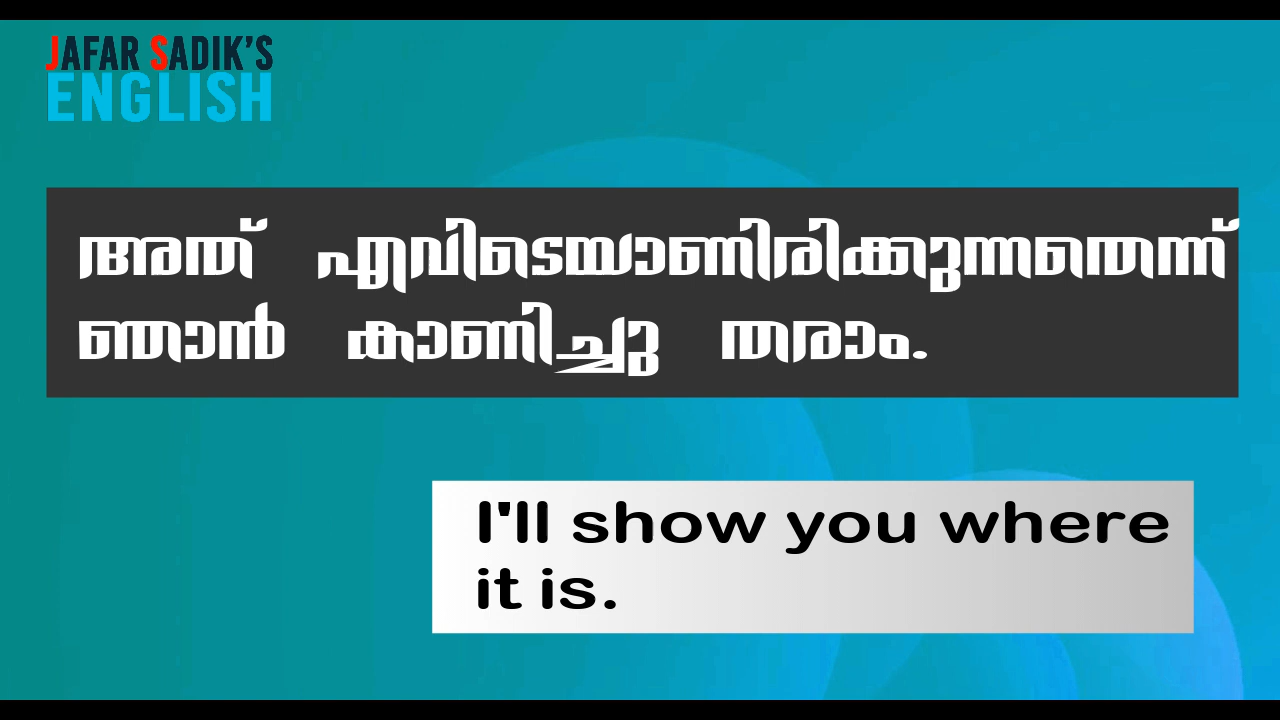 JAFAR SADIK'S
ENGLISH
അത് എവിടെയാണിരിക്കുന്നതെന്ന്
ഞാൻ കാണിച്ചു തരാം.
I'll show you where
it is.